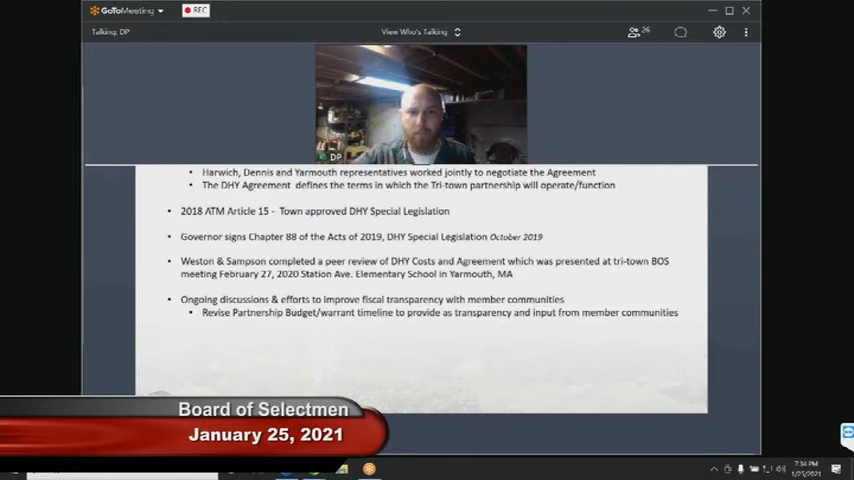 GoToMeeting
REC
Talking: DP
View Who's Talking
26
DP
Harwich, Dennis and Yarmouth representatives worked jointly to negotiate the Agreement
The DHY Agreement defines the terms in which the Tri-town partnership will operate/function
2018 ATM Article 15 - Town approved DHY Special Legislation
Governor signs Chapter 88 of the Acts of 2019, DHY Special Legislation October 2019
Weston & Sampson completed a peer review of DHY Costs and Agreement which was presented at tri-town BOS
meeting February 27, 2020 Station Ave. Elementary School in Yarmouth, MA
Ongoing discussions & efforts to improve fiscal transparency with member communities
Revise Partnership Budget/warrant timeline to provide as transparency and input from member communities
Board of Selectmen
January 25, 2021
7:34 PM
1/25/2021